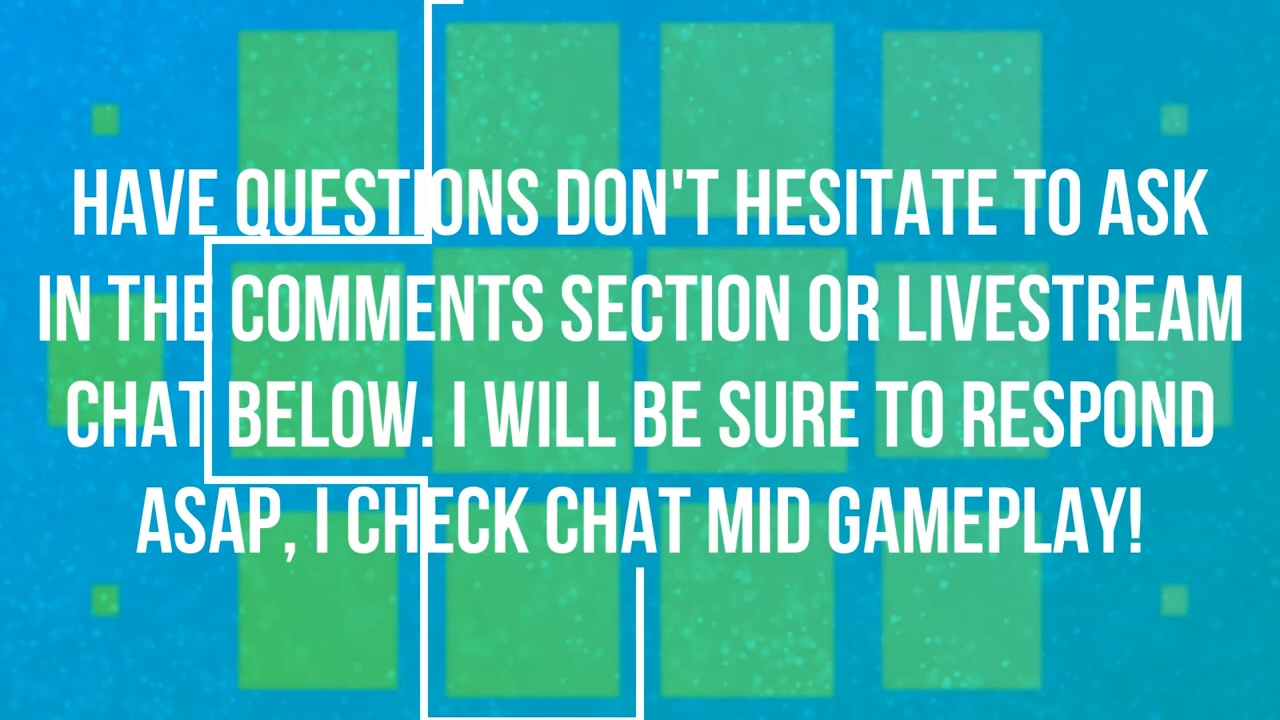 HAVE QUESTIONS DON'T HESITATE TO ASK
IN THE COMMENTS SECTION OR LIVESTREAM
CHAT BELOW. I WILL BE SURE TO RESPOND
ASAP, I CHECK CHAT MID GAMEPLAY!